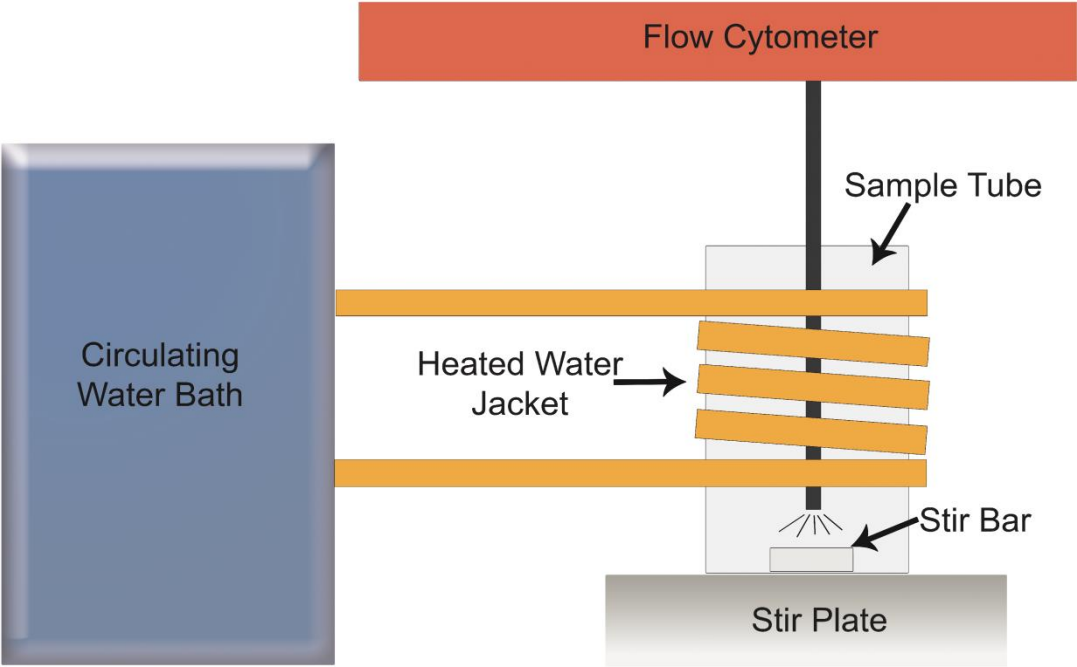 Flow Cytometer
Sample Tube
Circulating
Water Bath
Heated Water
Jacket
Stir Bar
Stir Plate